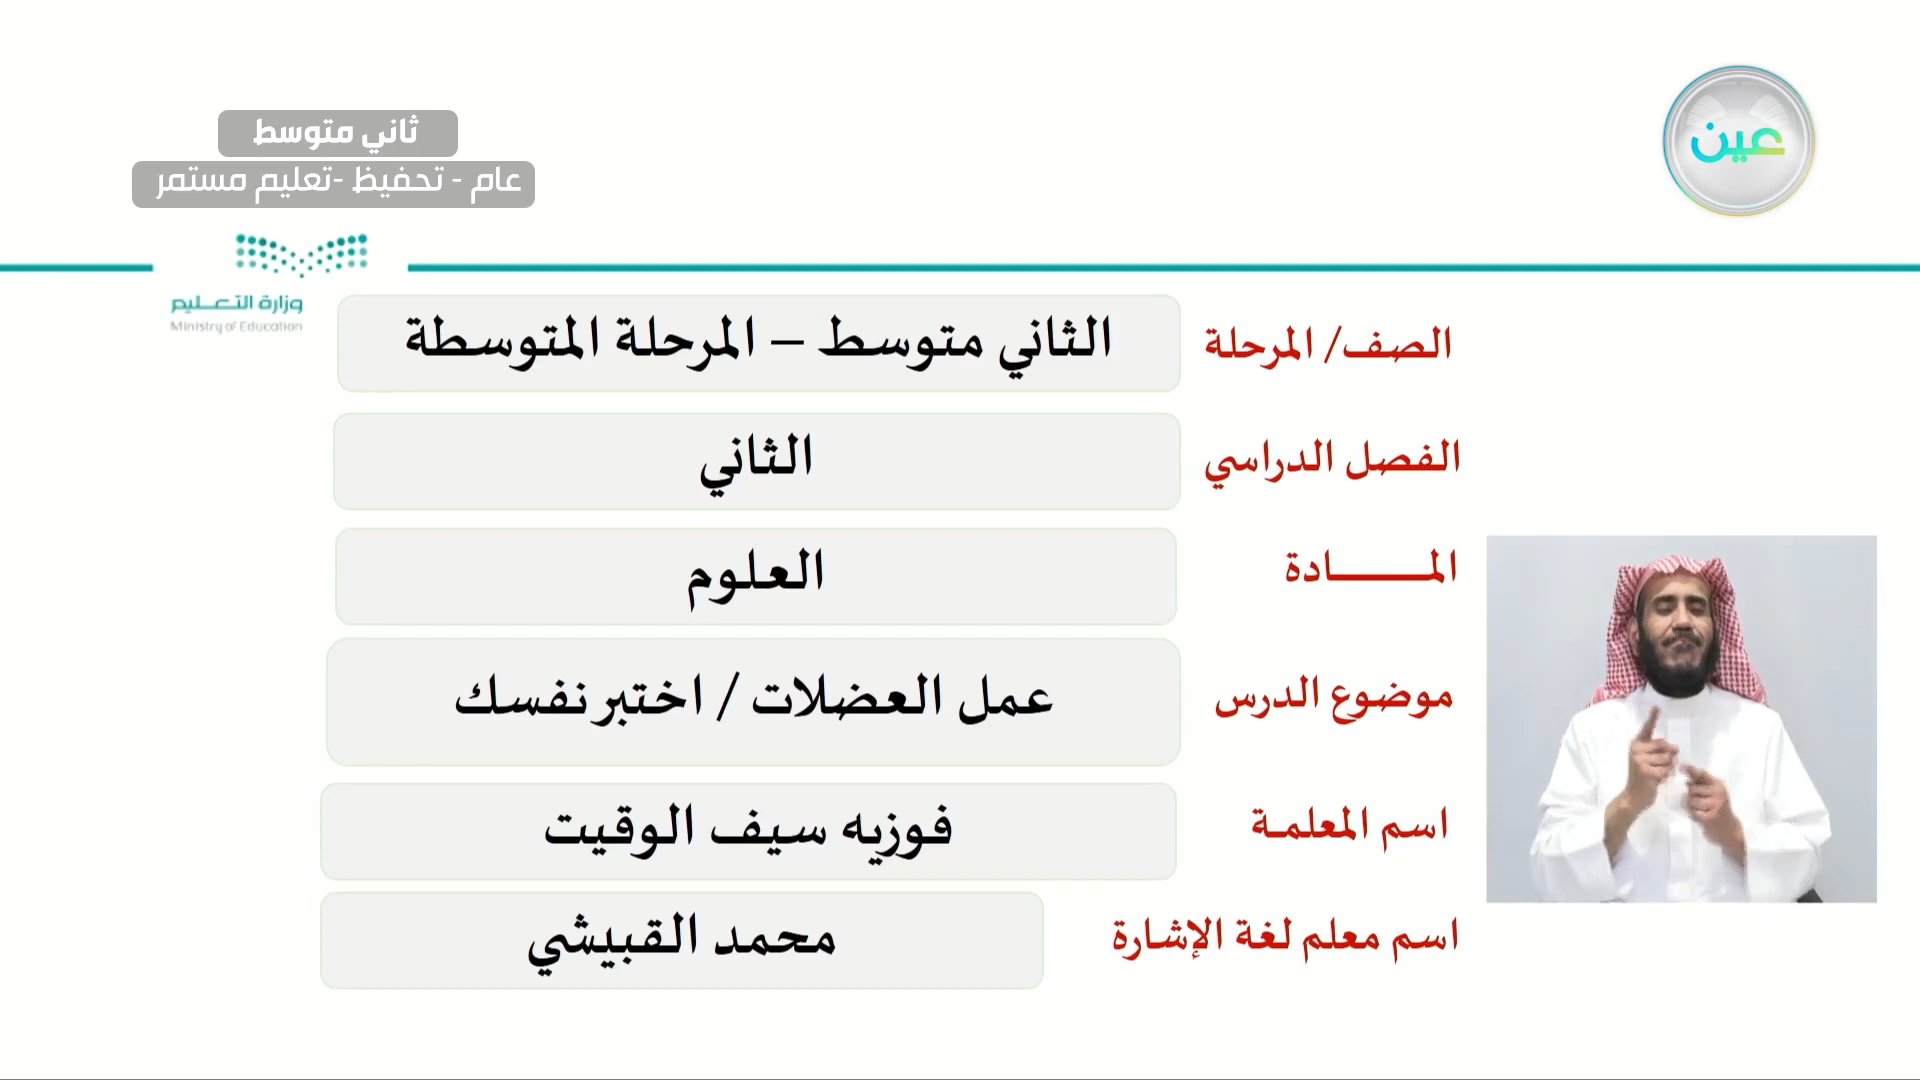 عين
ثاني متوسط
عام - تحفيظ -تعليم مستمر
وزارة التعليم
Ministry of Education
الصف/ المرحلة
الثاني متوسط – المرحلة المتوسطة
الفصل الدراسي
الثاني
المــــــــادة
العلوم
موضوع الدرس
عمل العضلات / اختبر نفسك
اسم المعلمة
فوزيه سيف الوقيت
اسم معلم لغة الإشارة
محمد القبيشي